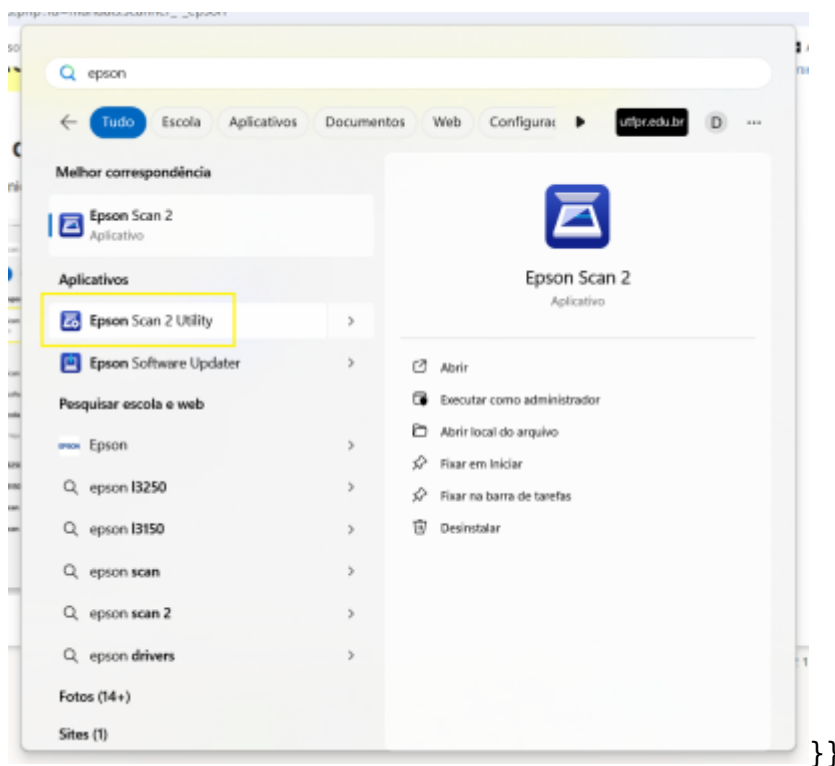 epson
Tudo Escola Aplicativos Documentos Web Configuraç utfpr.edu.br D ...
Melhor correspondência
Epson Scan 2
Aplicativo
Aplicativos
Epson Scan 2 Utility
Epson Software Updater
Pesquisar escola e web
Epson
epson l3250
epson l3150
epson scan
epson scan 2
epson drivers
Fotos (14+)
Sites (1)
Epson Scan 2
Aplicativo
Abrir
Executar como administrador
Abrir local do arquivo
Fixar em Iniciar
Fixar na barra de tarefas
Desinstalar
}}